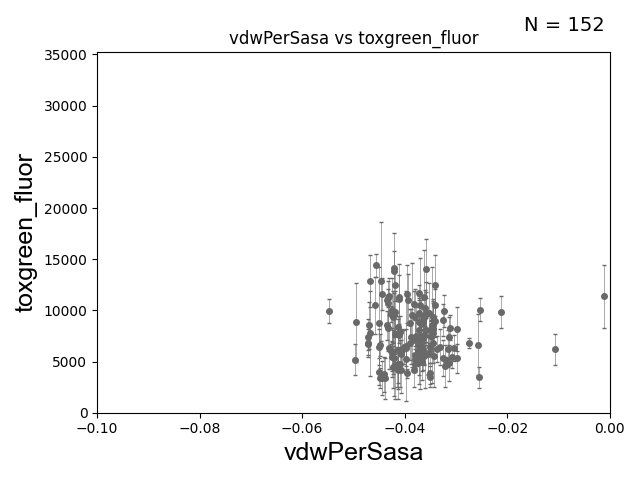 N = 152
vdwPerSasa vs toxgreen_fluor
35000
30000
25000
20000
15000
10000
5000
0
toxgreen_fluor
−0.10 −0.08 −0.06 −0.04 −0.02 0.00
vdwPerSasa